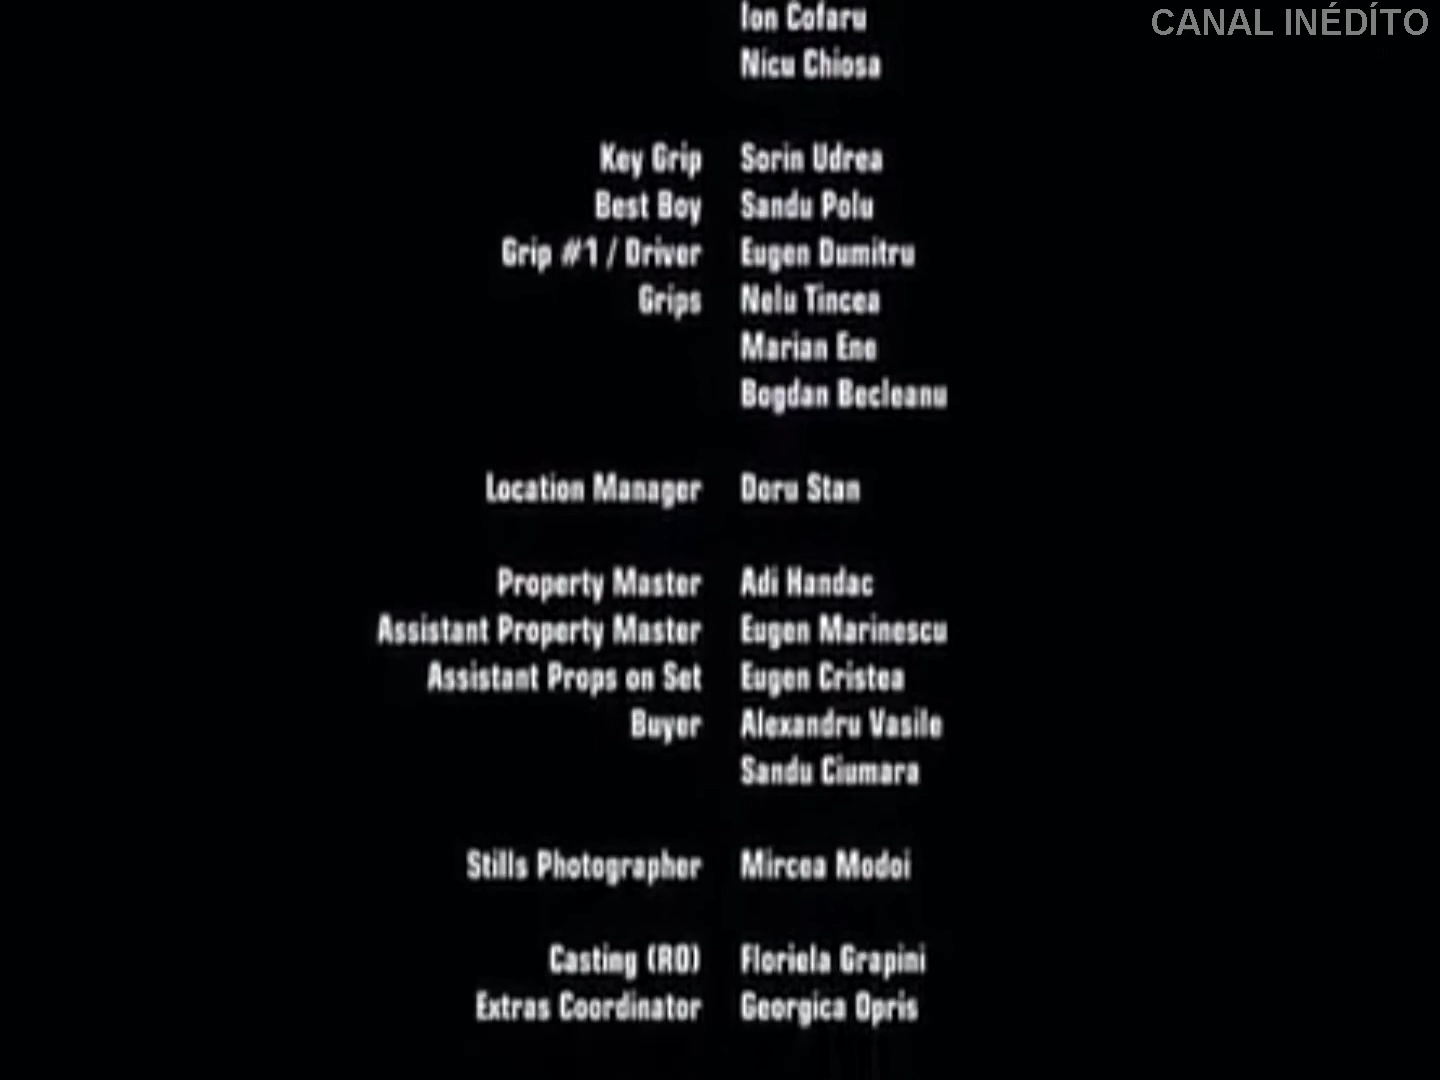 CANAL INÉDÍTO
Ion Cofaru
Nicu Chiosa
Key Grip Sorin Udrea
Best Boy Sandu Polu
Grip #1 / Driver Eugen Dumitru
Grips Nelu Tincea
Marian Ene
Bogdan Becleanu
Location Manager Doru Stan
Property Master Adi Handac
Assistant Property Master Eugen Marinescu
Assistant Props on Set Eugen Cristea
Buyer Alexandru Vasile
Sandu Ciumara
Stills Photographer Mircea Modoi
Casting (RO) Floriela Grapini
Extras Coordinator Georgica Opris